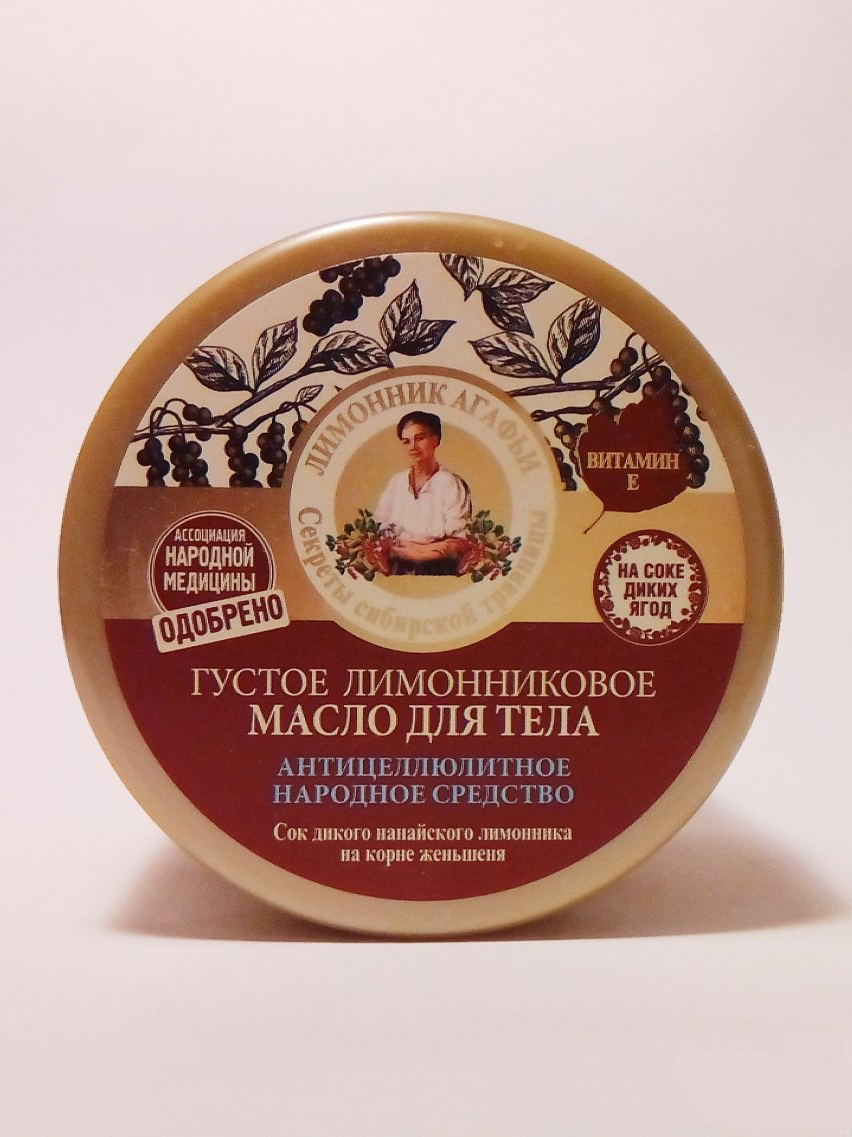 ЛИМОННИК АГАФЬИ
Секреты сибирской травницы
ВИТАМИН
Е
АССОЦИАЦИЯ
НАРОДНОЙ
МЕДИЦИНЫ
ОДОБРЕНО
НА СОКЕ
ДИКИХ
ЯГОД
ГУСТОЕ ЛИМОННИКОВОЕ
МАСЛО ДЛЯ ТЕЛА
АНТИЦЕЛЛЮЛИТНОЕ
НАРОДНОЕ СРЕДСТВО
Сок дикого нанайского лимонника
на корне женьшеня